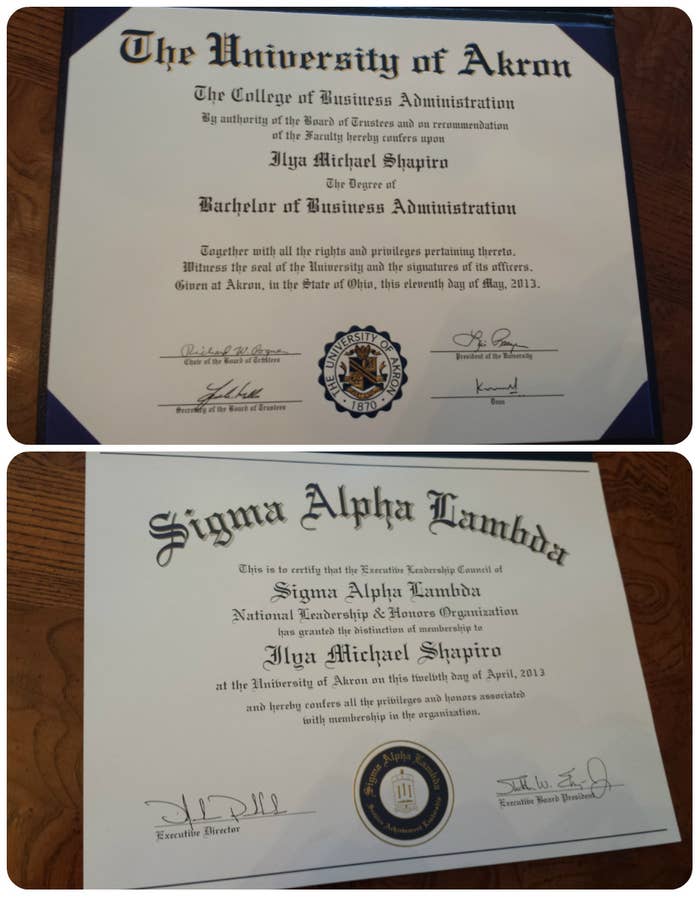 The University of Akron
The College of Business Administration
By authority of the Board of Trustees and on recommendation
of the Faculty hereby confers upon
Ilya Michael Shapiro
The Degree of
Bachelor of Business Administration
Together with all the rights and privileges pertaining thereto.
Witness the seal of the University and the signatures of its officers.
Given at Akron, in the State of Ohio, this eleventh day of May, 2013.
Richard W.
Chair of the Board of Trustees
President of the University
Secretary of the Board of Trustees
Dean
THE UNIVERSITY OF AKRON
1870
Sigma Alpha Lambda
This is to certify that the Executive Leadership Council of
Sigma Alpha Lambda
National Leadership & Honors Organization
has granted the distinction of membership to
Ilya Michael Shapiro
at the University of Akron on this twelvth day of April, 2013
and hereby confers all the privileges and honors associated
with membership in the organization.
Sigma Alpha Lambda
Achievement Leadership
Executive Director
Executive Board President